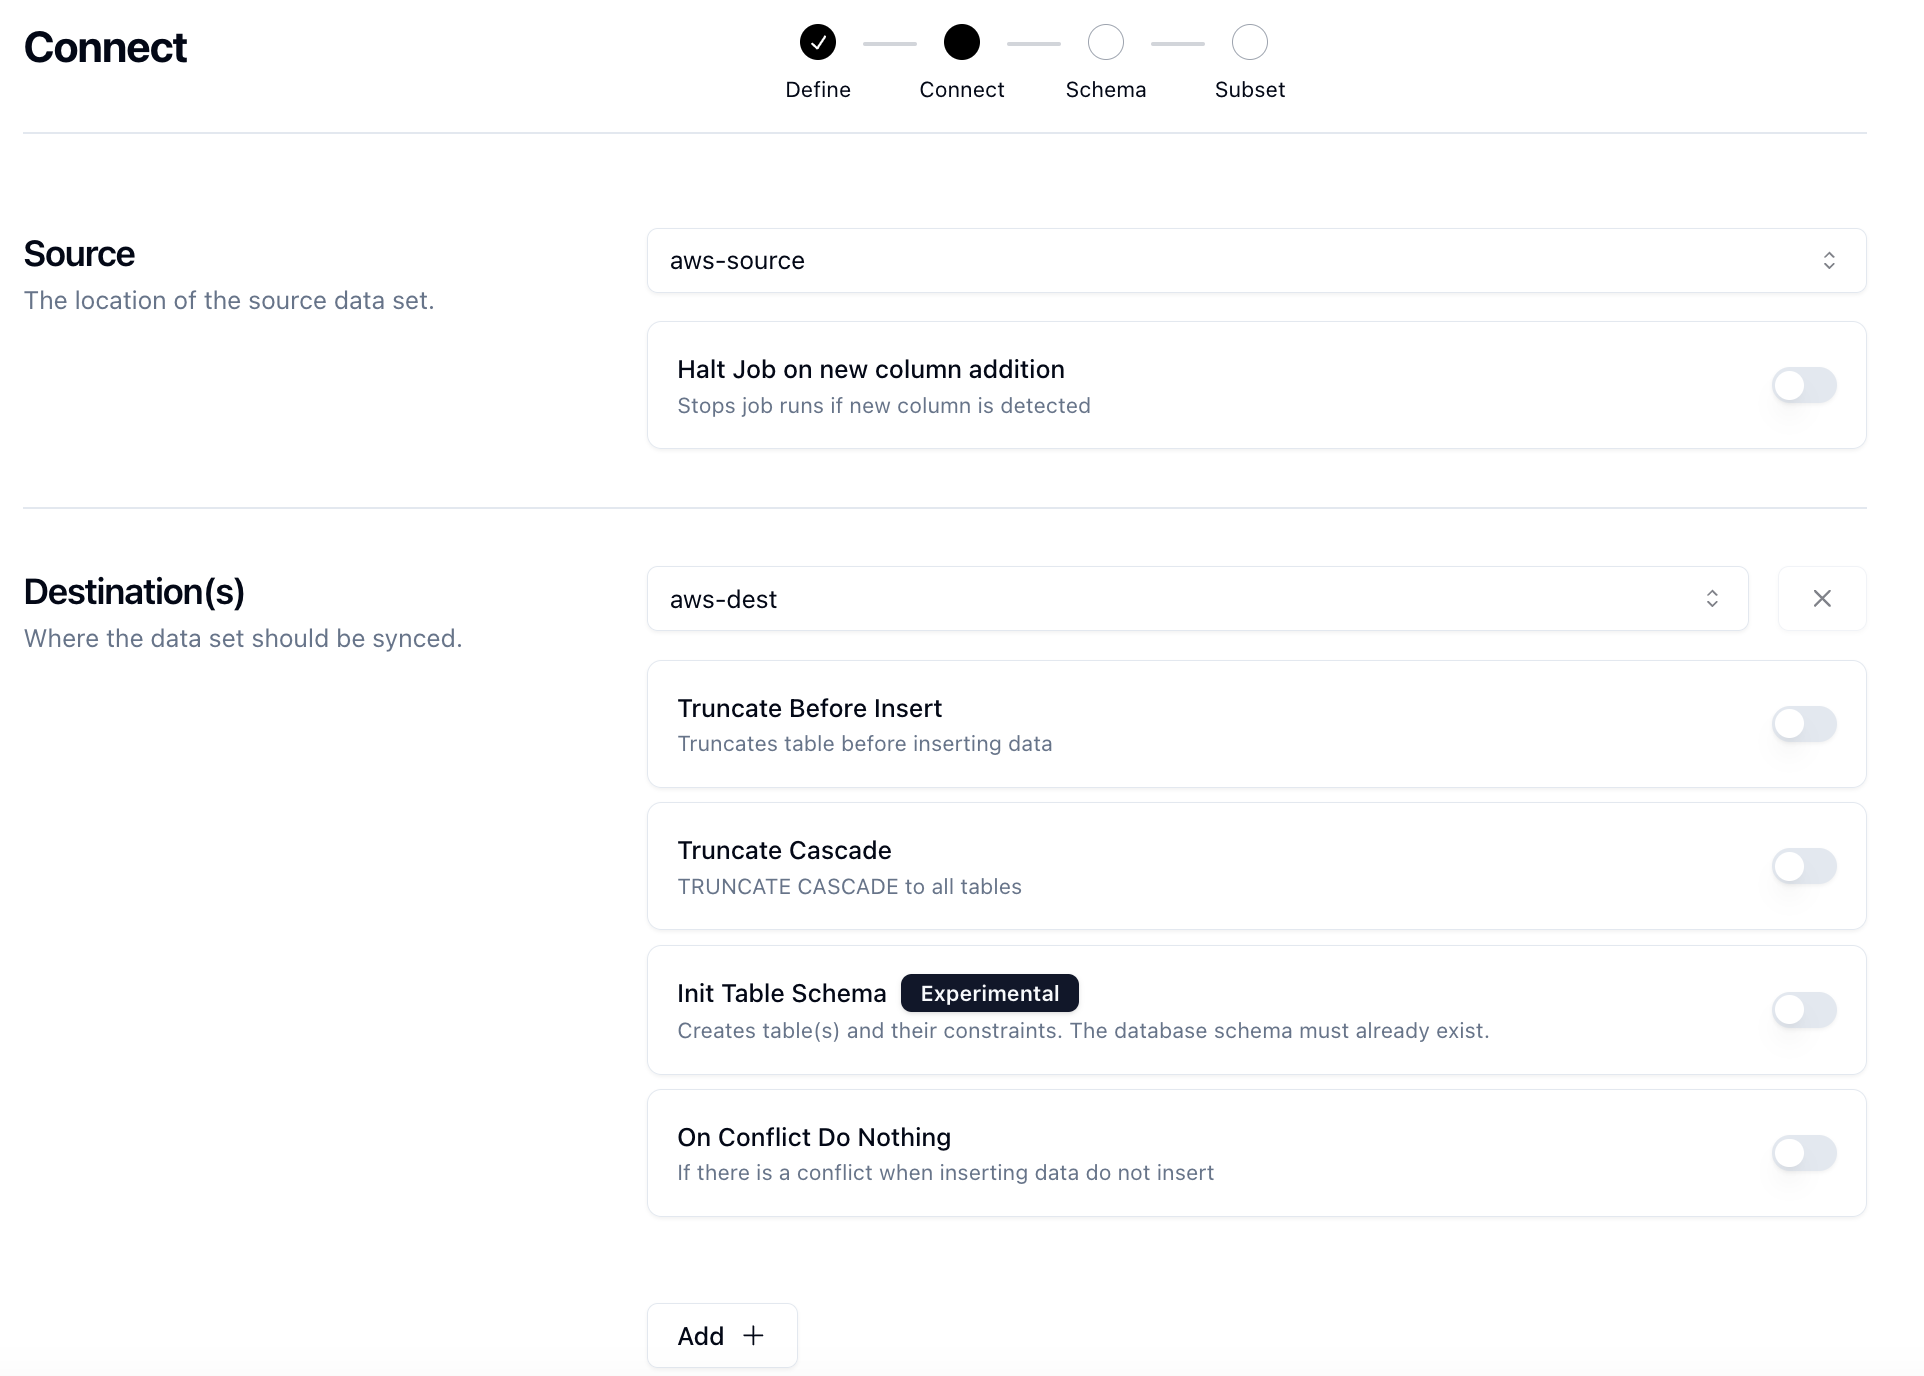 Connect
Define
Connect
Schema
Subset
Source
The location of the source data set.
aws-source
Halt Job on new column addition
Stops job runs if new column is detected
Destination(s)
Where the data set should be synced.
aws-dest
Truncate Before Insert
Truncates table before inserting data
Truncate Cascade
TRUNCATE CASCADE to all tables
Init Table Schema Experimental
Creates table(s) and their constraints. The database schema must already exist.
On Conflict Do Nothing
If there is a conflict when inserting data do not insert
Add